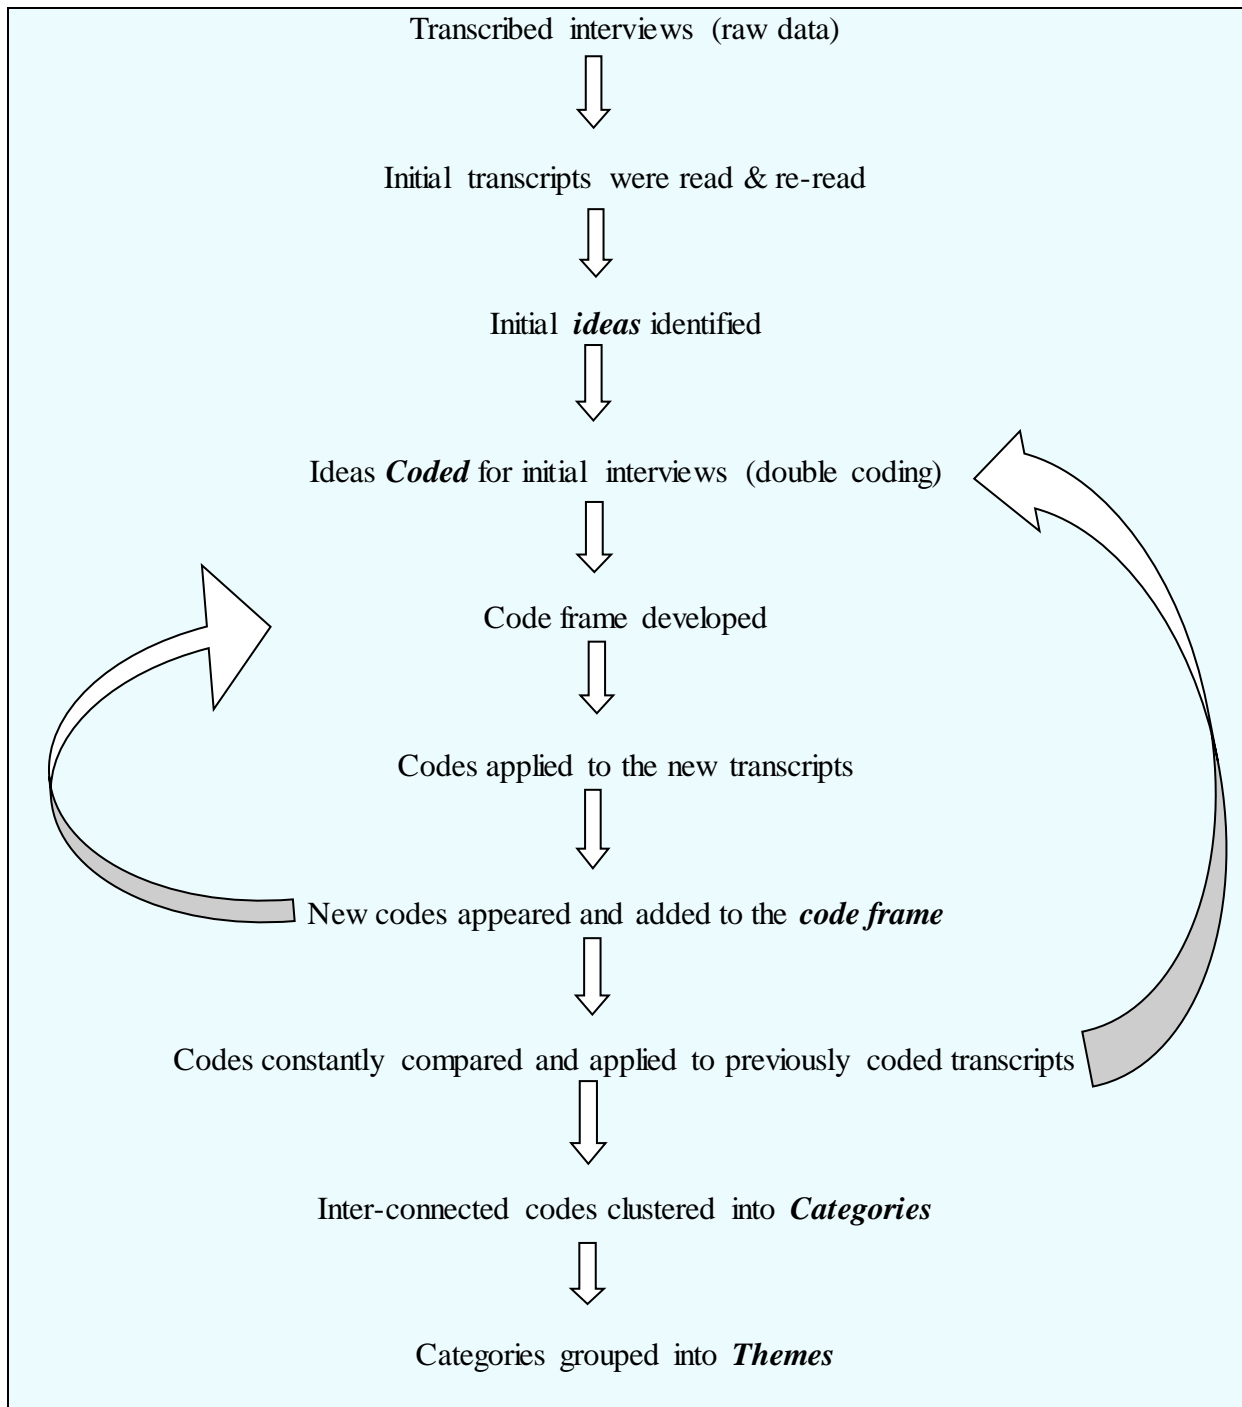 Transcribed interviews (raw data)
Initial transcripts were read & re-read
Initial ideas identified
Ideas Coded for initial interviews (double coding)
Code frame developed
Codes applied to the new transcripts
New codes appeared and added to the code frame
Codes constantly compared and applied to previously coded transcripts
Inter-connected codes clustered into Categories
Categories grouped into Themes